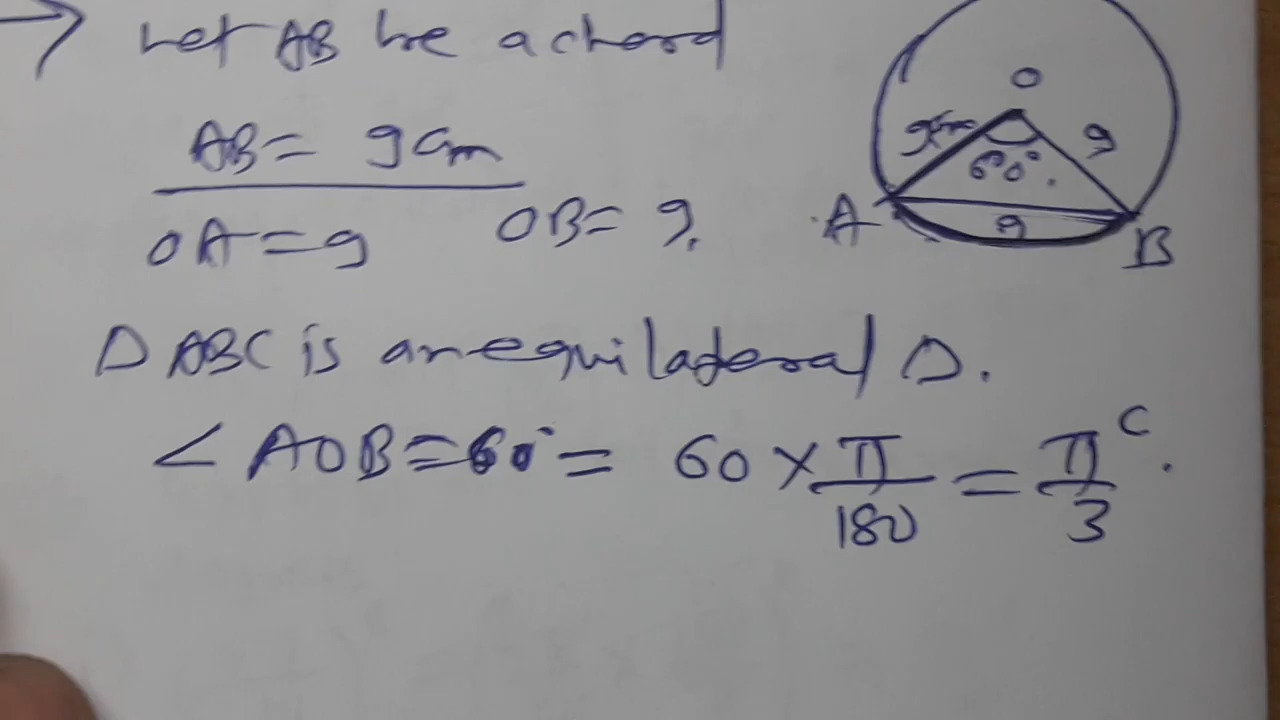 → Let AB be a chord
AB = 9 cm
OA = 9 OB = 9.
Δ ABC is an equilateral Δ.
∠AOB = 60° = 60 × π/180 = π/3 ᶜ.
O
9cm 9
60°.
A 9 B